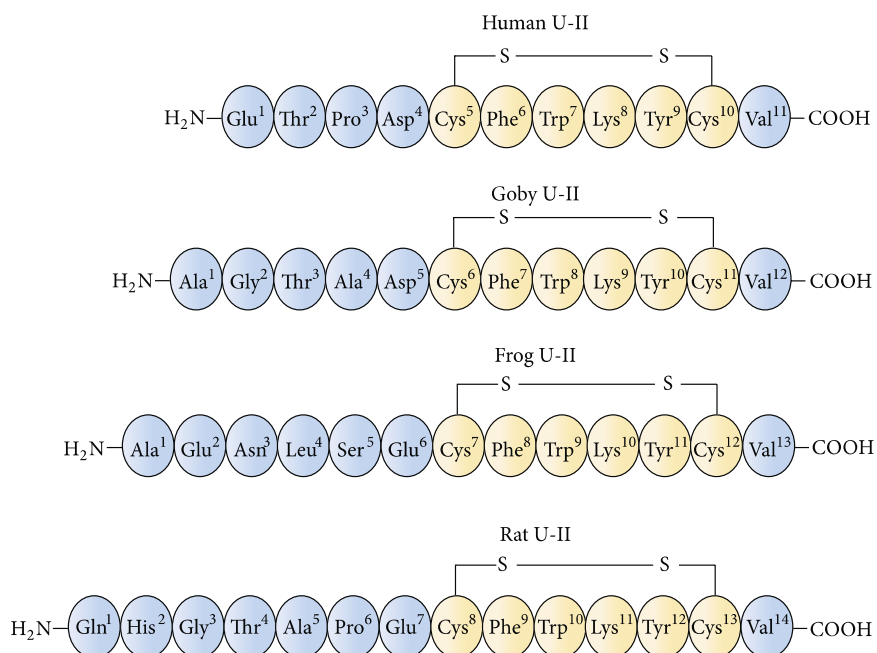 Human U-II
S S
H₂N Glu¹ Thr² Pro³ Asp⁴ Cys⁵ Phe⁶ Trp⁷ Lys⁸ Tyr⁹ Cys¹⁰ Val¹¹ COOH
Goby U-II
S S
H₂N Ala¹ Gly² Thr³ Ala⁴ Asp⁵ Cys⁶ Phe⁷ Trp⁸ Lys⁹ Tyr¹⁰ Cys¹¹ Val¹² COOH
Frog U-II
S S
H₂N Ala¹ Glu² Asn³ Leu⁴ Ser⁵ Glu⁶ Cys⁷ Phe⁸ Trp⁹ Lys¹⁰ Tyr¹¹ Cys¹² Val¹³ COOH
Rat U-II
S S
H₂N Gln¹ His² Gly³ Thr⁴ Ala⁵ Pro⁶ Glu⁷ Cys⁸ Phe⁹ Trp¹⁰ Lys¹¹ Tyr¹² Cys¹³ Val¹⁴ COOH